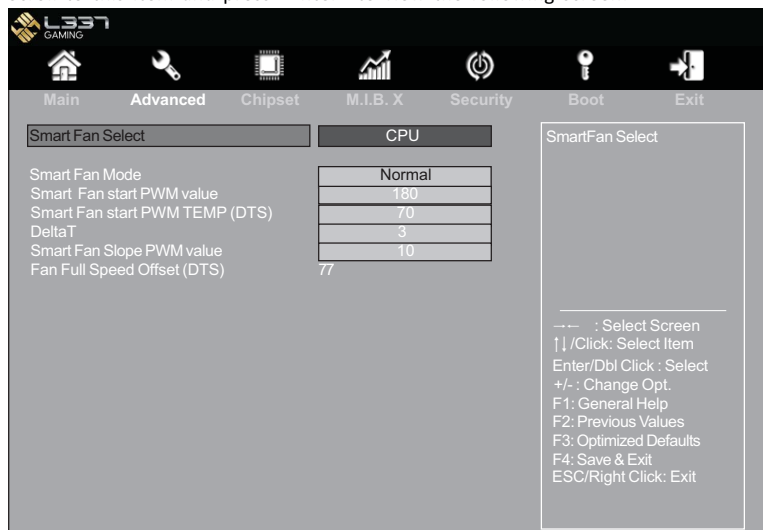 L337
GAMING
Main Advanced Chipset M.I.B. X Security Boot Exit
Smart Fan Select CPU
Smart Fan Mode Normal
Smart Fan start PWM value 180
Smart Fan start PWM TEMP (DTS) 70
DeltaT 3
Smart Fan Slope PWM value 10
Fan Full Speed Offset (DTS) 77
SmartFan Select
→← : Select Screen
↑↓/Click: Select Item
Enter/Dbl Click : Select
+/- : Change Opt.
F1: General Help
F2: Previous Values
F3: Optimized Defaults
F4: Save & Exit
ESC/Right Click: Exit